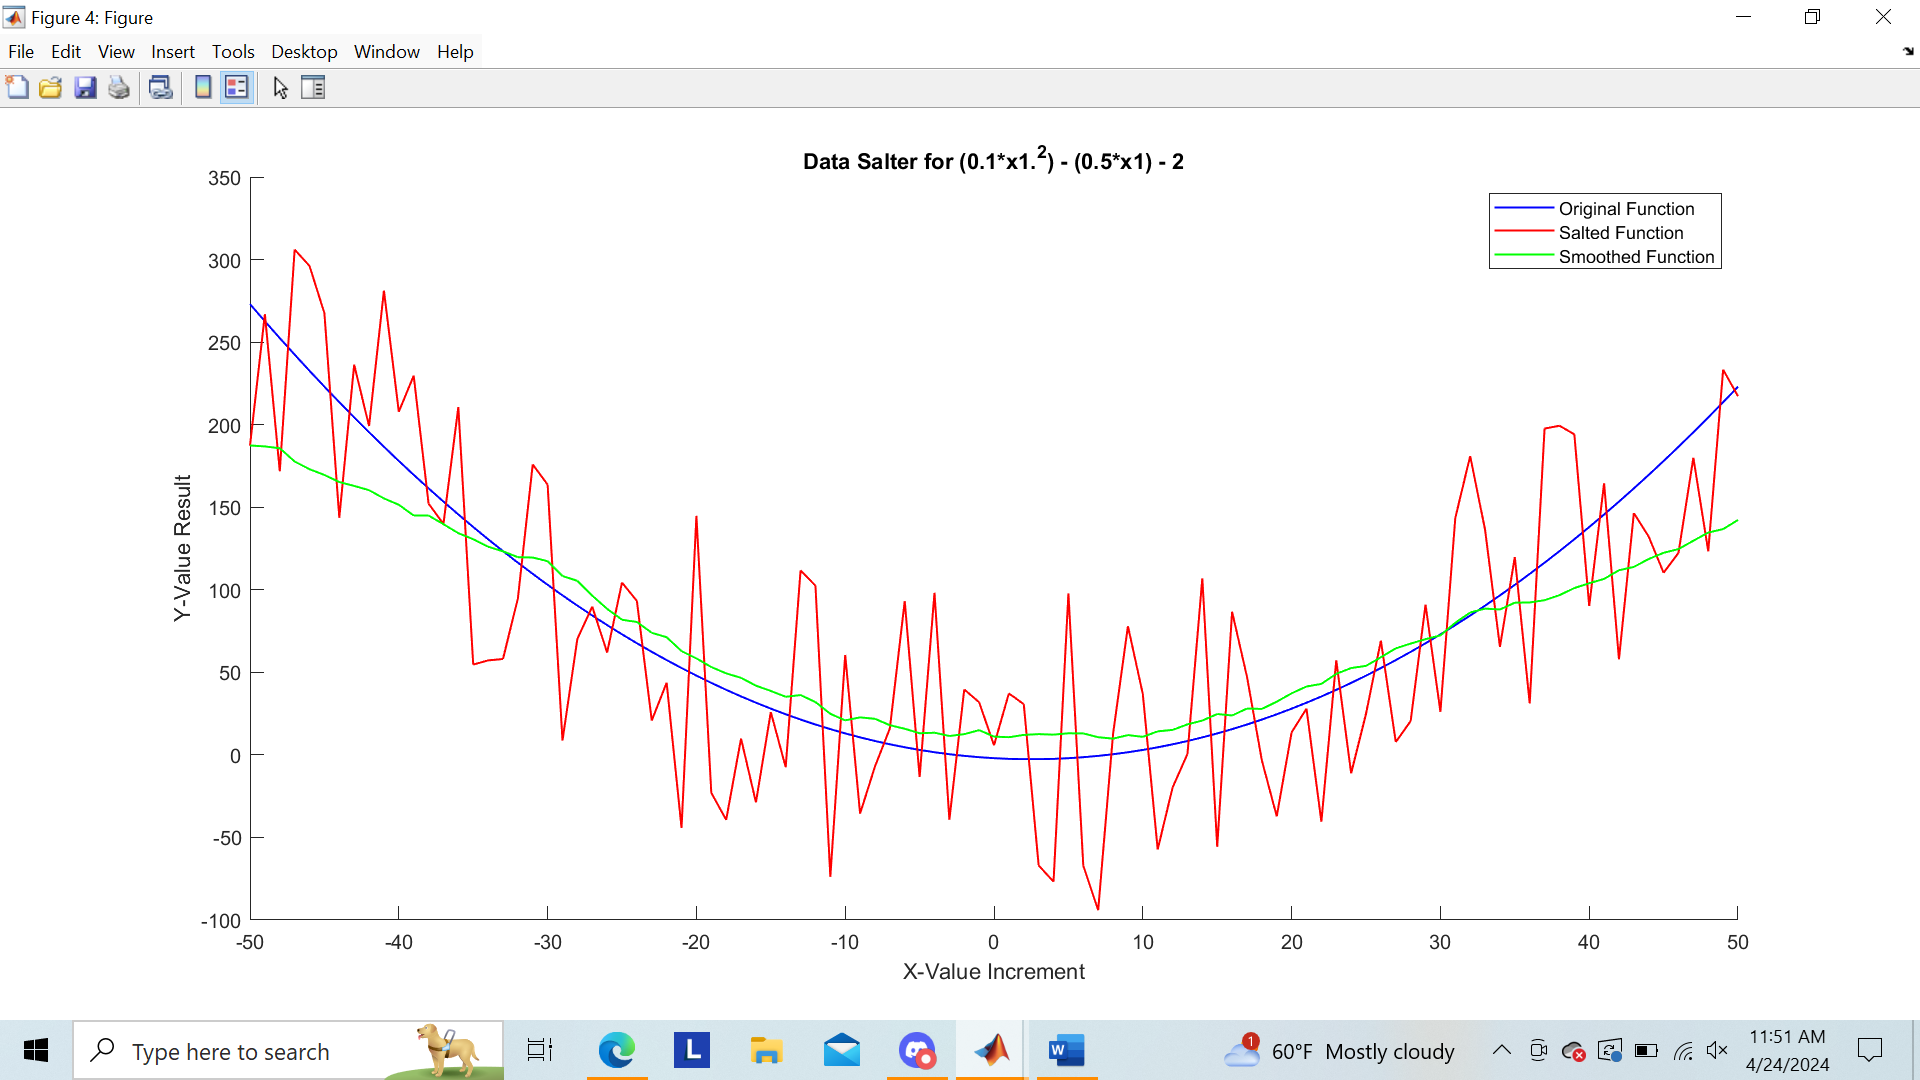 Figure 4: Figure
File Edit View Insert Tools Desktop Window Help
Data Salter for (0.1*x1.²) - (0.5*x1) - 2
Original Function
Salted Function
Smoothed Function
350
300
250
200
150
100
50
0
-50
-100
Y-Value Result
-50 -40 -30 -20 -10 0 10 20 30 40 50
X-Value Increment
Type here to search
L
W
1
60°F Mostly cloudy
11:51 AM
4/24/2024